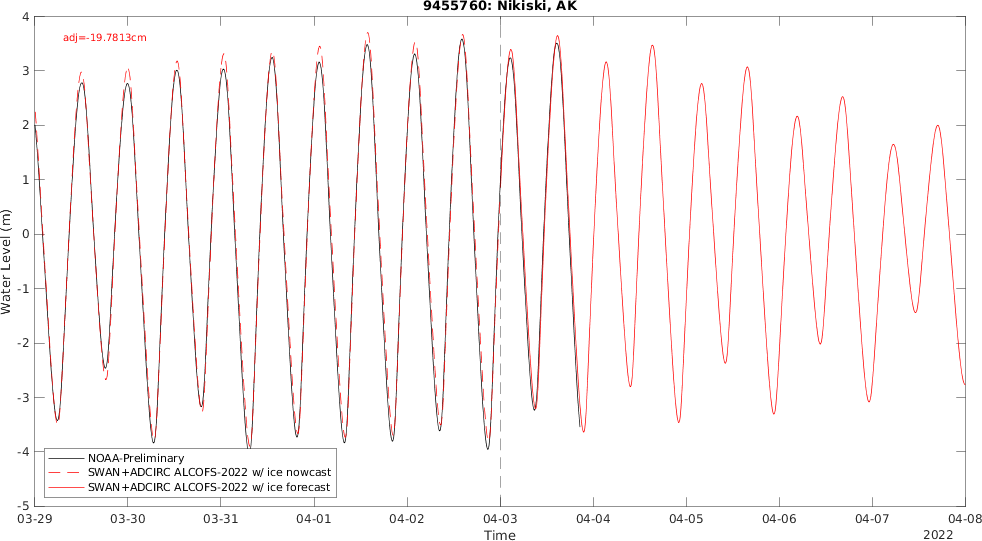 9455760: Nikiski, AK
adj=-19.7813cm
4
3
2
1
0
-1
-2
-3
-4
-5
Water Level (m)
NOAA-Preliminary
SWAN+ADCIRC ALCOFS-2022 w/ ice nowcast
SWAN+ADCIRC ALCOFS-2022 w/ ice forecast
03-29 03-30 03-31 04-01 04-02 04-03 04-04 04-05 04-06 04-07 04-08
Time
2022